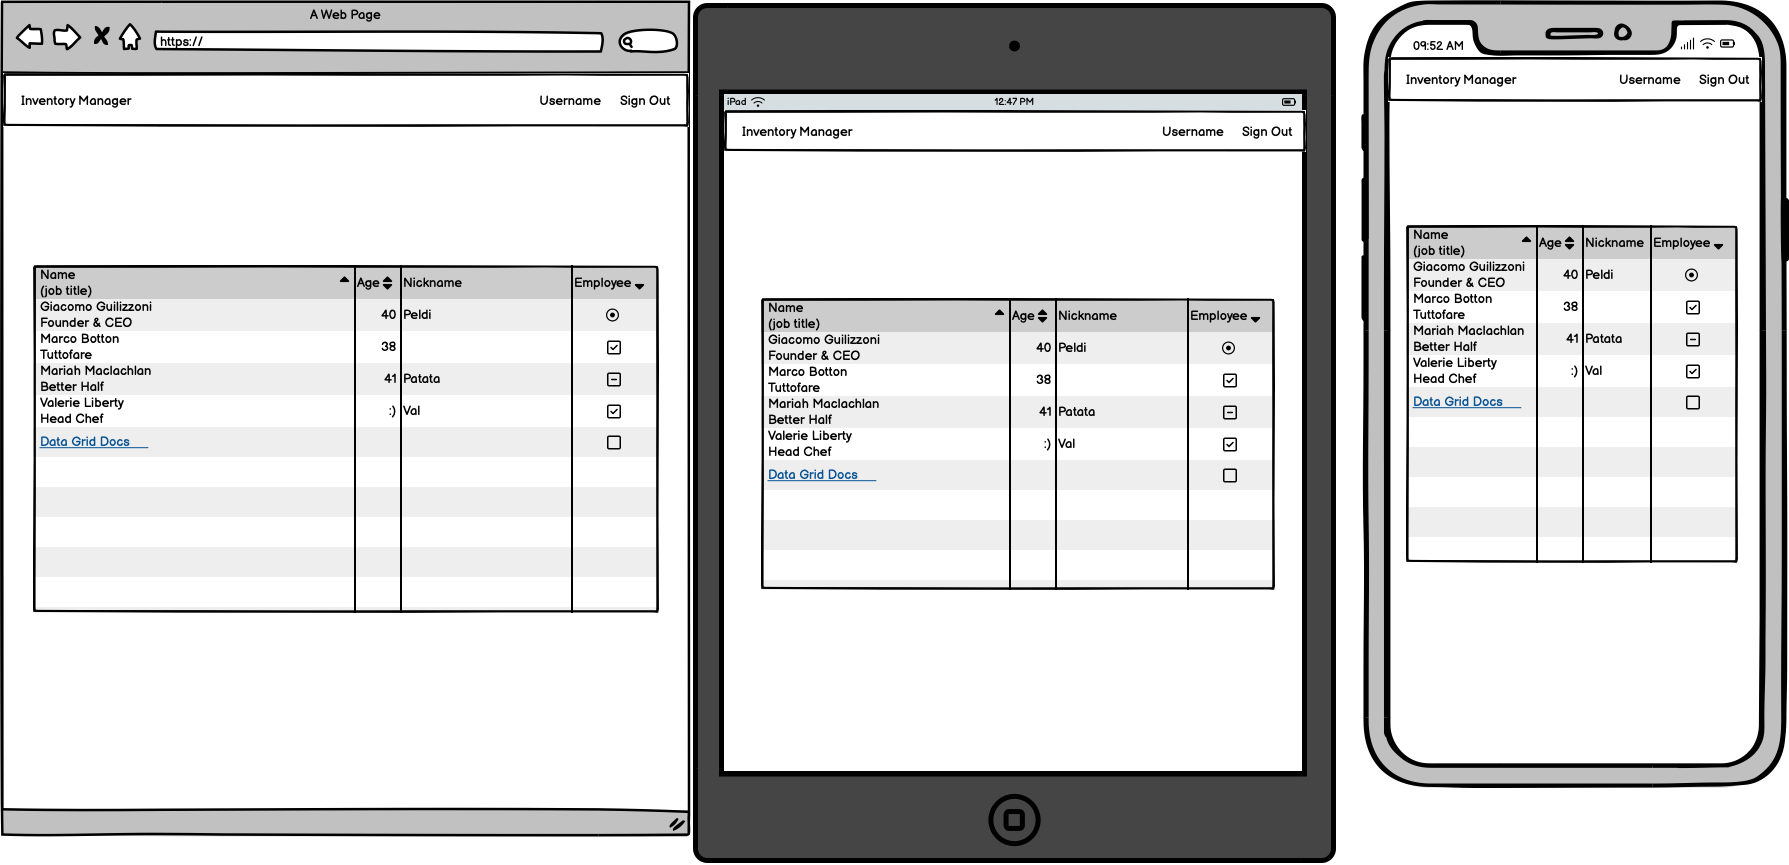 A Web Page
https://
Inventory Manager Username Sign Out
Name
(job title) Age Nickname Employee
Giacomo Guilizzoni
Founder & CEO 40 Peldi
Marco Botton
Tuttofare 38
Mariah Maclachlan
Better Half 41 Patata
Valerie Liberty
Head Chef :) Val
Data Grid Docs
iPad 12:47 PM
Inventory Manager Username Sign Out
Name
(job title) Age Nickname Employee
Giacomo Guilizzoni
Founder & CEO 40 Peldi
Marco Botton
Tuttofare 38
Mariah Maclachlan
Better Half 41 Patata
Valerie Liberty
Head Chef :) Val
Data Grid Docs
09:52 AM
Inventory Manager Username Sign Out
Name
(job title) Age Nickname Employee
Giacomo Guilizzoni
Founder & CEO 40 Peldi
Marco Botton
Tuttofare 38
Mariah Maclachlan
Better Half 41 Patata
Valerie Liberty
Head Chef :) Val
Data Grid Docs